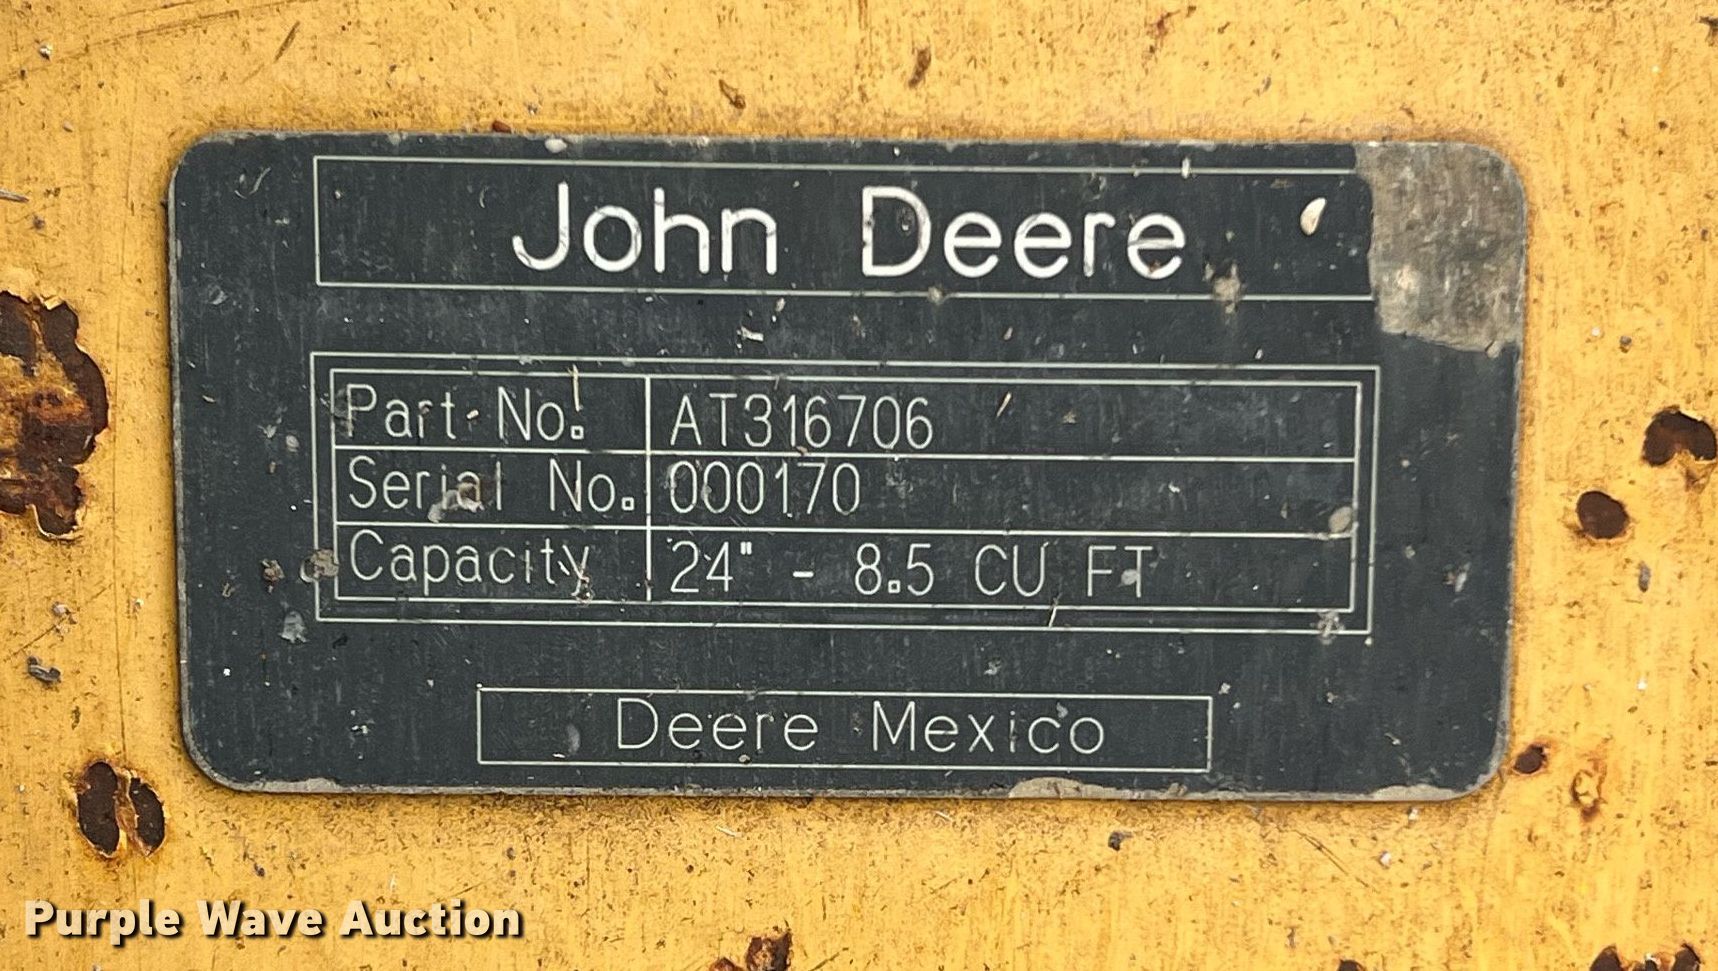 John Deere
Part No. AT316706
Serial No. 000170
Capacity 24" - 8.5 CU FT
Deere Mexico
Purple Wave Auction